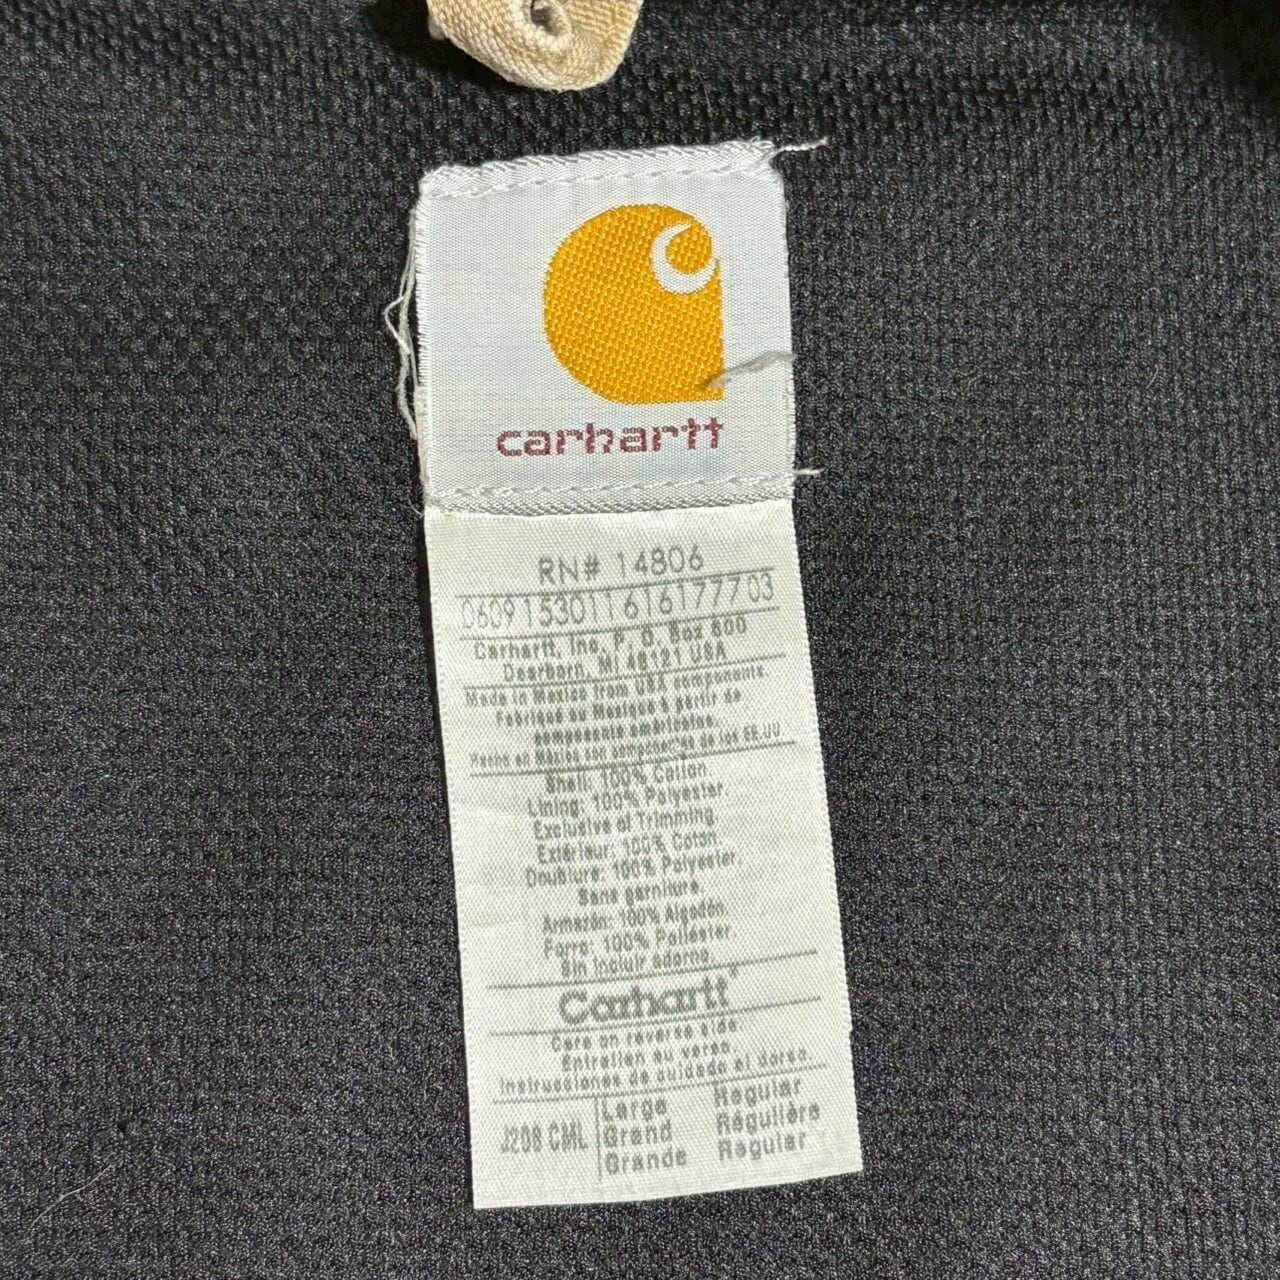 carhartt
RN# 14806
0609153011616177703
Carhartt, Inc. P. O. Box 600
Dearborn, MI 48121 USA
Made in Mexico from USA components.
Fabriqué au Mexique à partir de
composants américains.
Hecho en México con componentes de los EE.UU.
Shell: 100% Cotton.
Lining: 100% Polyester
Exclusive of Trimming
Extérieur: 100% Coton.
Doublure: 100% Polyester.
Sans garniture.
Armazón: 100% Algodón.
Forro: 100% Poliester.
Sin incluir adorno.
Carhartt®
Care on reverse side.
Entretien au verso.
Instrucciones de cuidado al dorso.
J208 CML Large Regular
Grand Régulière
Grande Regular